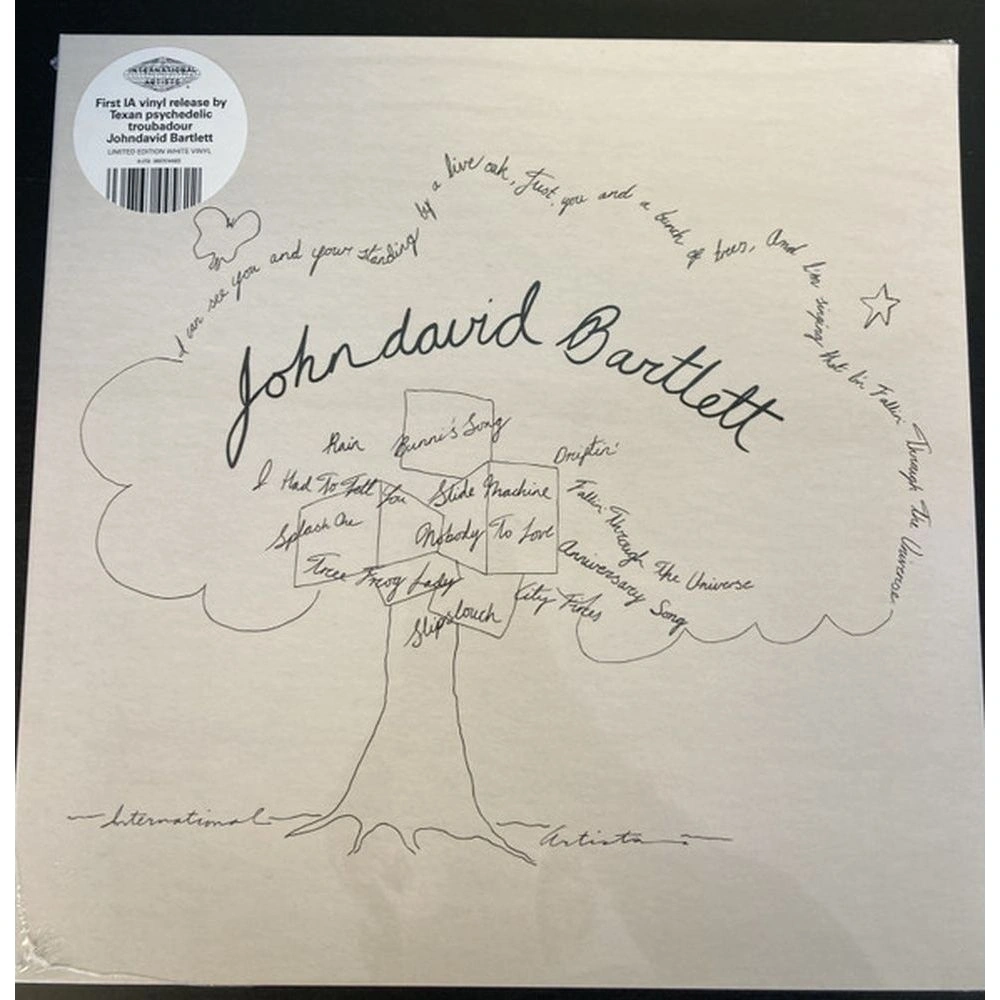 INTERNATIONAL
ARTISTS
First IA vinyl release by
Texan psychedelic
troubadour
Johndavid Bartlett
LIMITED EDITION WHITE VINYL
I can see you and your standing by a live oak, Just you and a bunch of trees, And I'm singing that I'm Fallin' Through The Universe.
Johndavid Bartlett
Rain
Bunni's Song
Driftin'
I Had To Tell You
Slide Machine
Fallin' Through The Universe
Splash One
Nobody To Love
Anniversary Song
Tree Frog Lady
City Fires
Slipslouch
International Artists